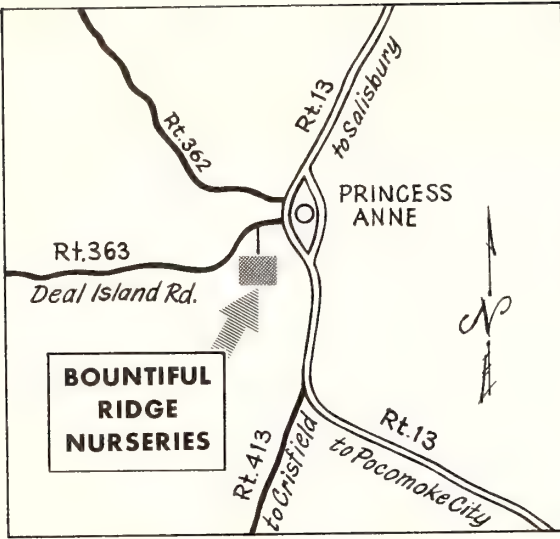 Rt.13
to Salisbury
Rt.362
PRINCESS
ANNE
Rt.363
Deal Island Rd.
N
BOUNTIFUL
RIDGE
NURSERIES
Rt.413
to Crisfield
Rt.13
to Pocomoke City